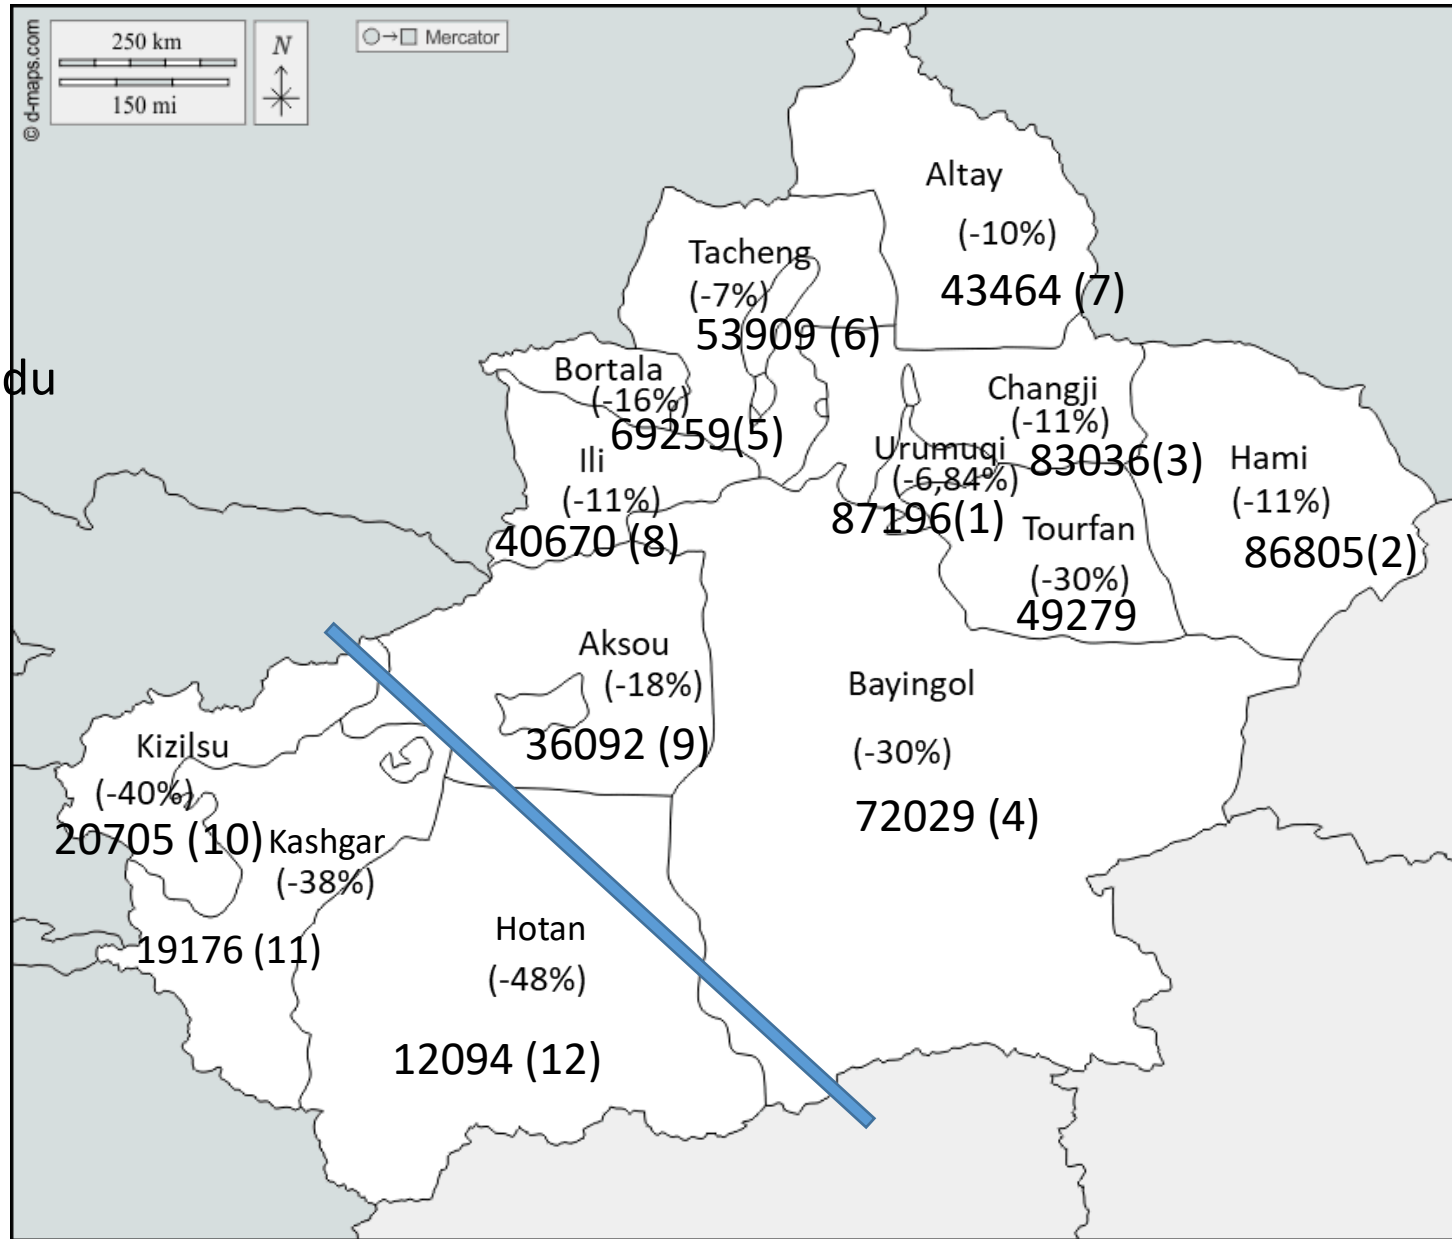 © d-maps.com
250 km
150 mi
N
○→□ Mercator
Altay
(-10%)
43464 (7)
Tacheng
(-7%)
53909 (6)
du
Bortala
(-16%)
69259(5)
Changji
(-11%)
83036(3)
Ili
(-11%)
40670 (8)
Urumuqi
(-6,84%)
87196(1)
Hami
(-11%)
86805(2)
Tourfan
(-30%)
49279
Aksou
(-18%)
36092 (9)
Bayingol
(-30%)
72029 (4)
Kizilsu
(-40%)
20705 (10)
Kashgar
(-38%)
19176 (11)
Hotan
(-48%)
12094 (12)